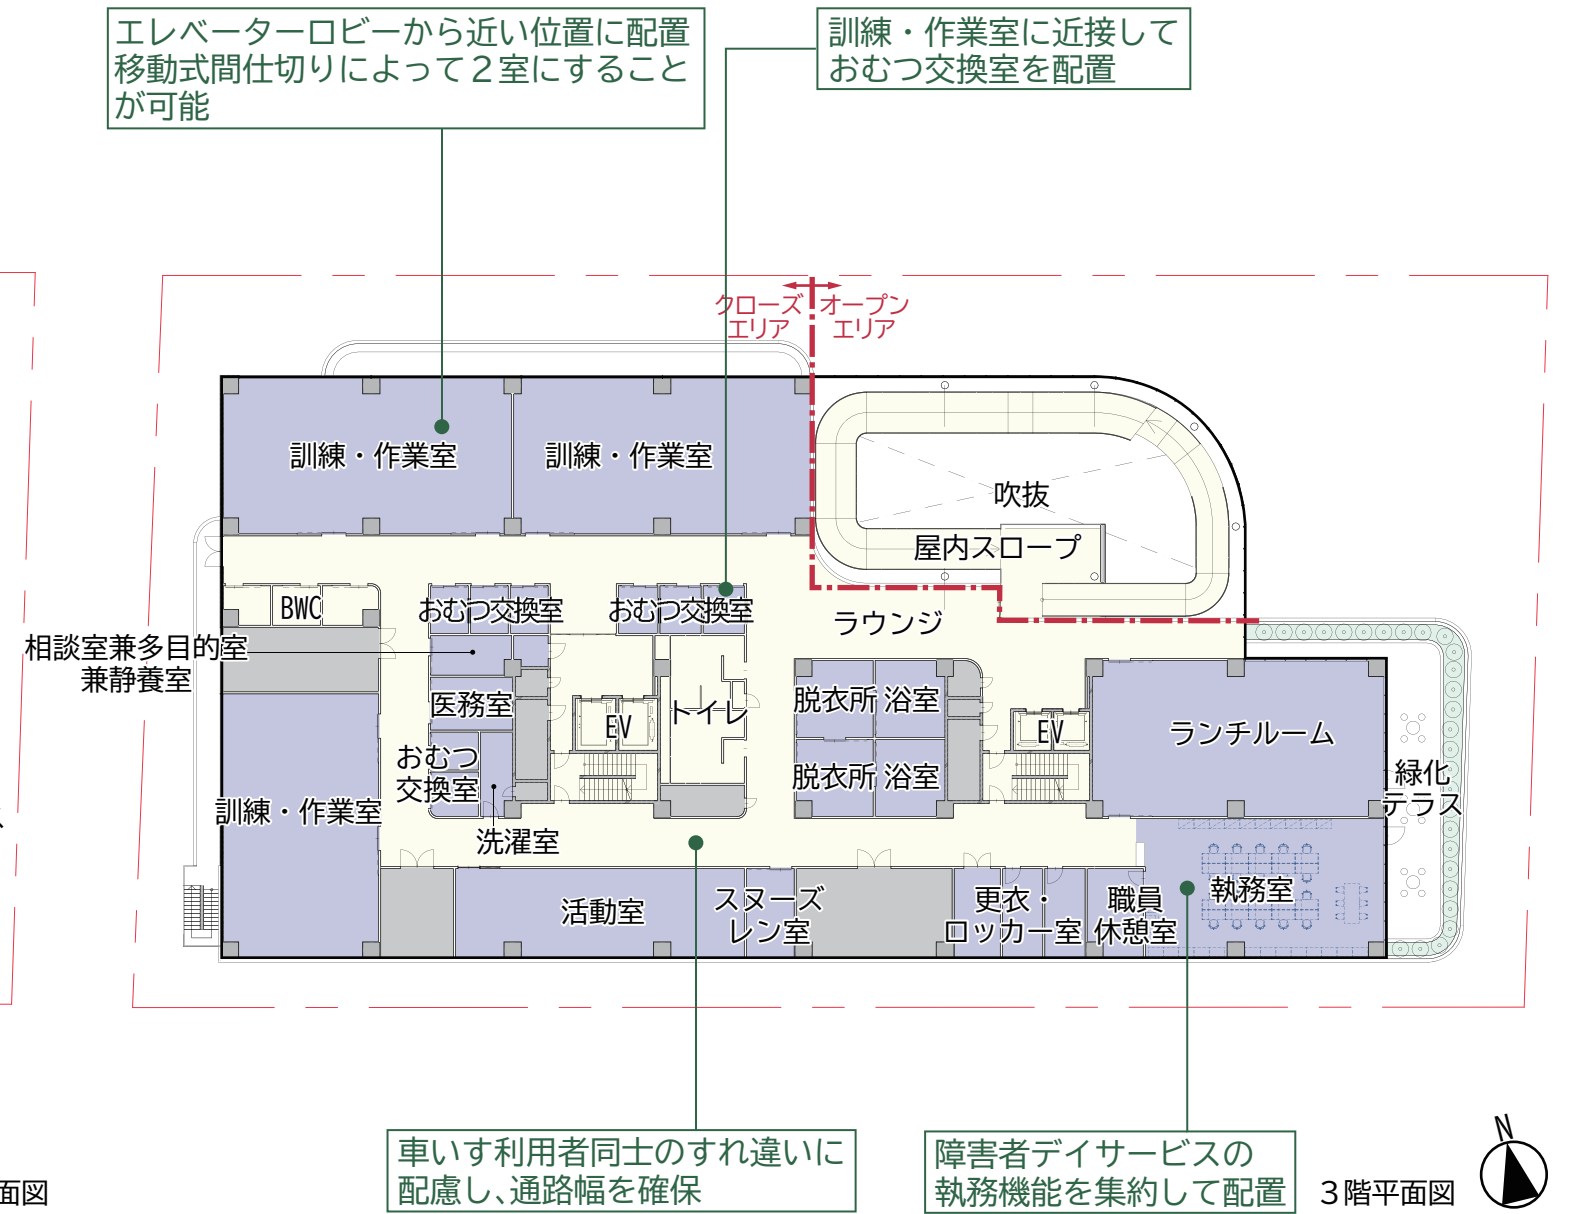 エレベーターロビーから近い位置に配置
移動式間仕切りによって２室にすること
が可能
訓練・作業室に近接して
おむつ交換室を配置
クローズ
エリア
オープン
エリア
訓練・作業室
訓練・作業室
吹抜
屋内スロープ
BWC
おむつ交換室
おむつ交換室
ラウンジ
相談室兼多目的室
兼静養室
医務室
EV
トイレ
脱衣所
浴室
EV
ランチルーム
おむつ
交換室
脱衣所
浴室
緑化
テラス
訓練・作業室
洗濯室
活動室
スヌーズ
レン室
更衣・
ロッカー室
職員
休憩室
執務室
車いす利用者同士のすれ違いに
配慮し、通路幅を確保
障害者デイサービスの
執務機能を集約して配置
面図
３階平面図
N